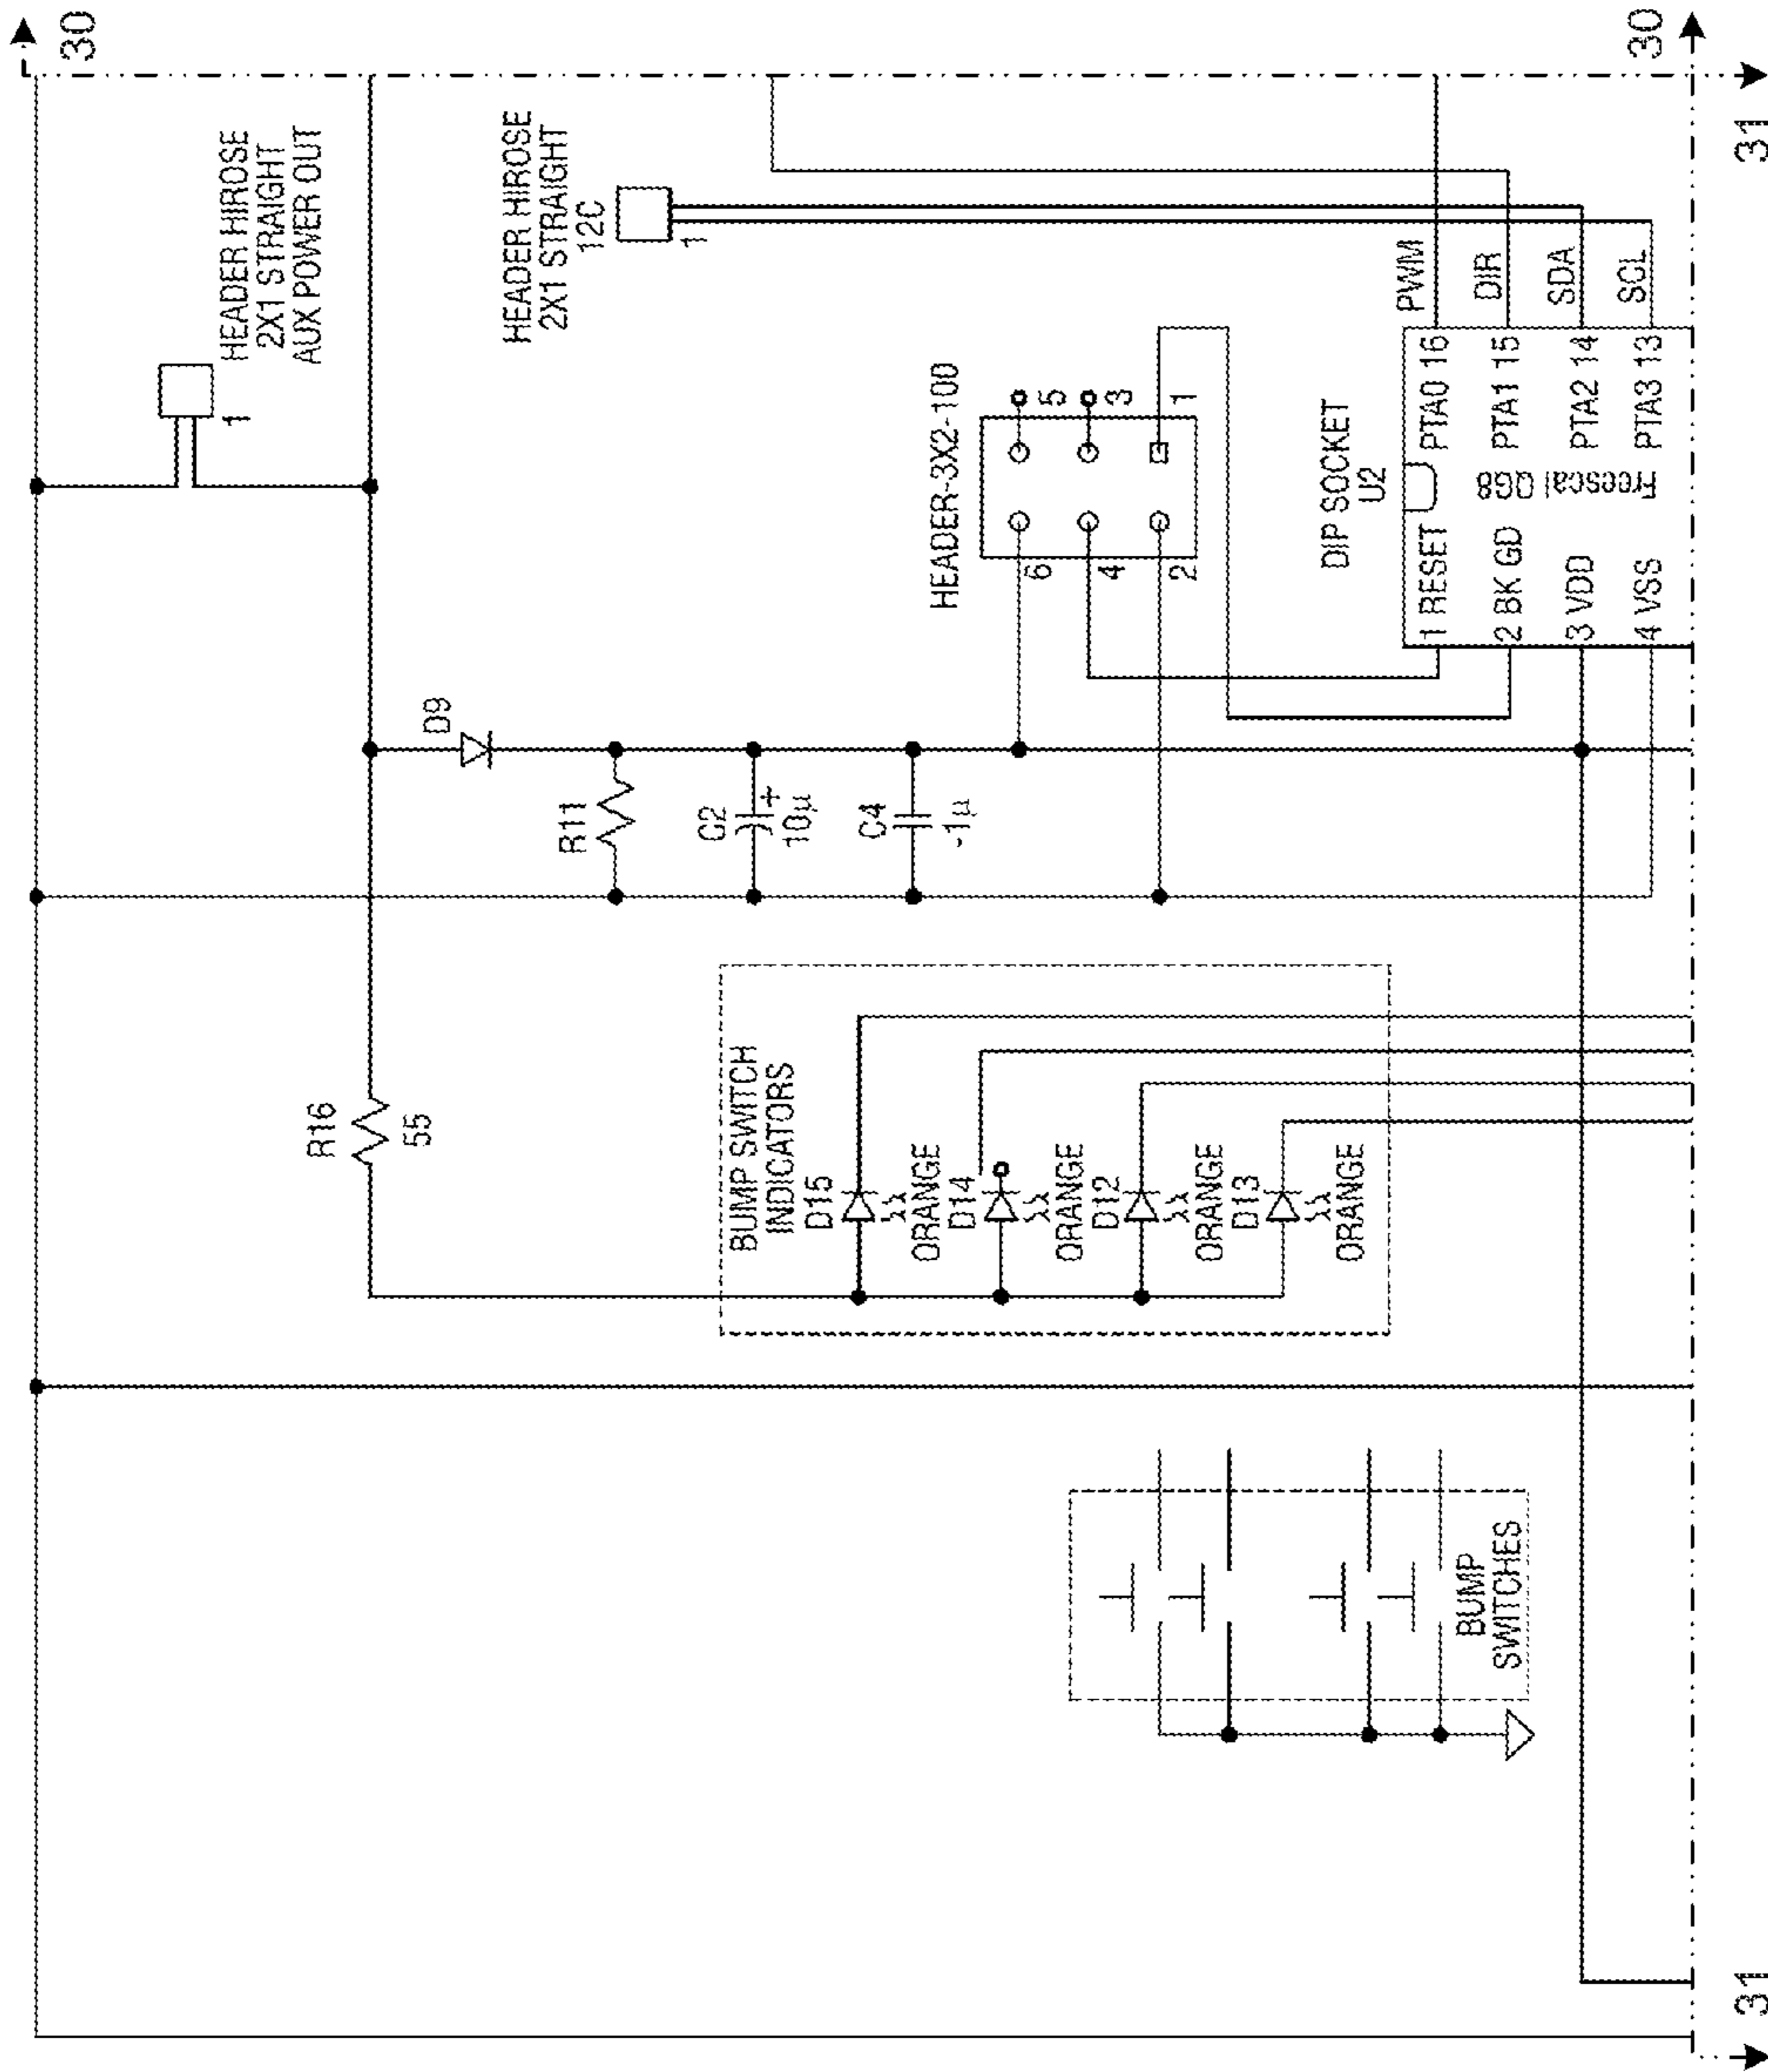 30
HEADER HIROSE
2X1 STRAIGHT
AUX POWER OUT
1
HEADER HIROSE
2X1 STRAIGHT
12C
1
D9
R16
55
R11
C2
+
10µ
C4
-1µ
HEADER-3X2-100
5
3
1
6
4
2
BUMP SWITCH
INDICATORS
D15
ORANGE
D14
ORANGE
D12
ORANGE
D13
ORANGE
DIP SOCKET
U2
PWM
DIR
SDA
SCL
1 RESET PTA0 16
2 BK GD PTA1 15
3 VDD PTA2 14
4 VSS PTA3 13
Freescal QG8
BUMP
SWITCHES
30
31
31